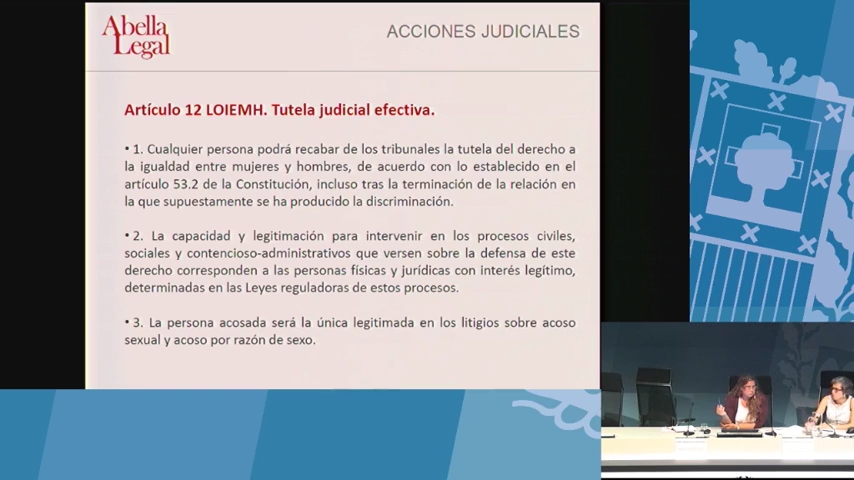 Abella
Legal
ACCIONES JUDICIALES
Artículo 12 LOIEMH. Tutela judicial efectiva.
• 1. Cualquier persona podrá recabar de los tribunales la tutela del derecho a
la igualdad entre mujeres y hombres, de acuerdo con lo establecido en el
artículo 53.2 de la Constitución, incluso tras la terminación de la relación en
la que supuestamente se ha producido la discriminación.
• 2. La capacidad y legitimación para intervenir en los procesos civiles,
sociales y contencioso-administrativos que versen sobre la defensa de este
derecho corresponden a las personas físicas y jurídicas con interés legítimo,
determinadas en las Leyes reguladoras de estos procesos.
• 3. La persona acosada será la única legitimada en los litigios sobre acoso
sexual y acoso por razón de sexo.